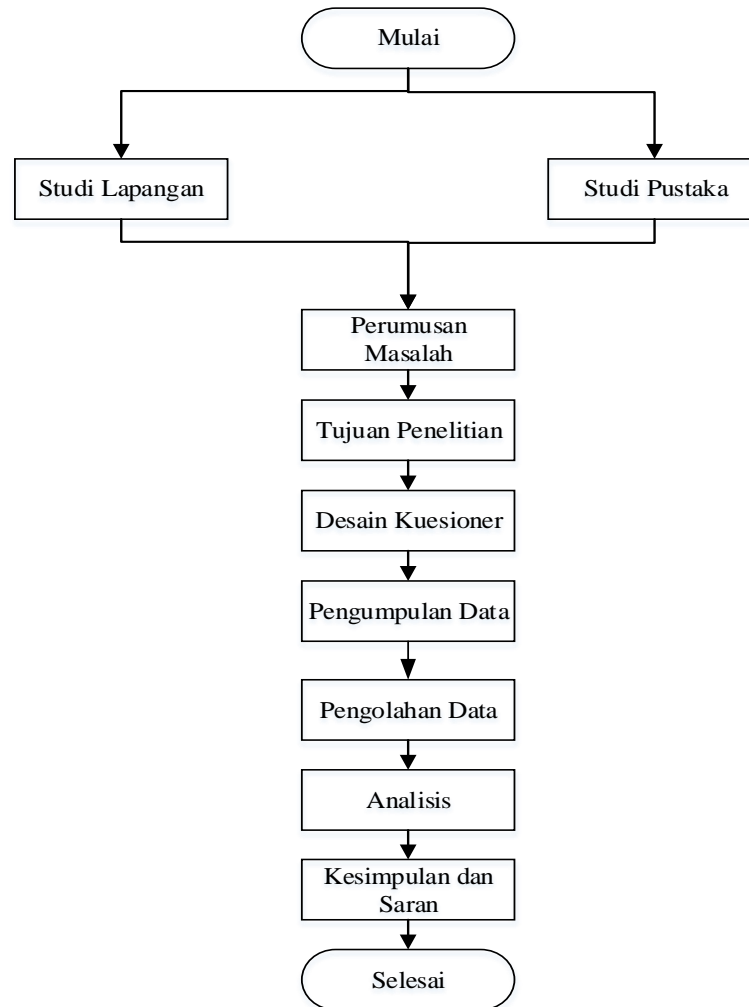 Mulai
Studi Lapangan
Studi Pustaka
Perumusan
Masalah
Tujuan Penelitian
Desain Kuesioner
Pengumpulan Data
Pengolahan Data
Analisis
Kesimpulan dan
Saran
Selesai